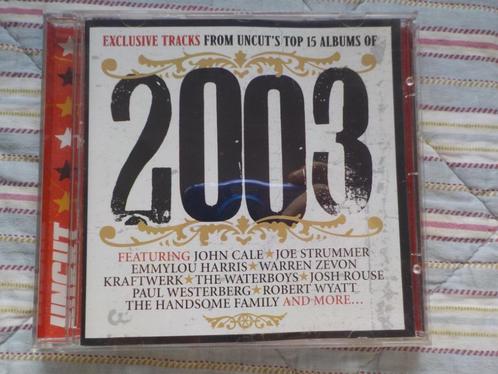 EXCLUSIVE TRACKS FROM UNCUT'S TOP 15 ALBUMS OF
2003
FEATURING JOHN CALE★JOE STRUMMER
EMMYLOU HARRIS★WARREN ZEVON
KRAFTWERK★THE WATERBOYS★JOSH ROUSE
PAUL WESTERBERG★ROBERT WYATT
THE HANDSOME FAMILY AND MORE...
UNCUT